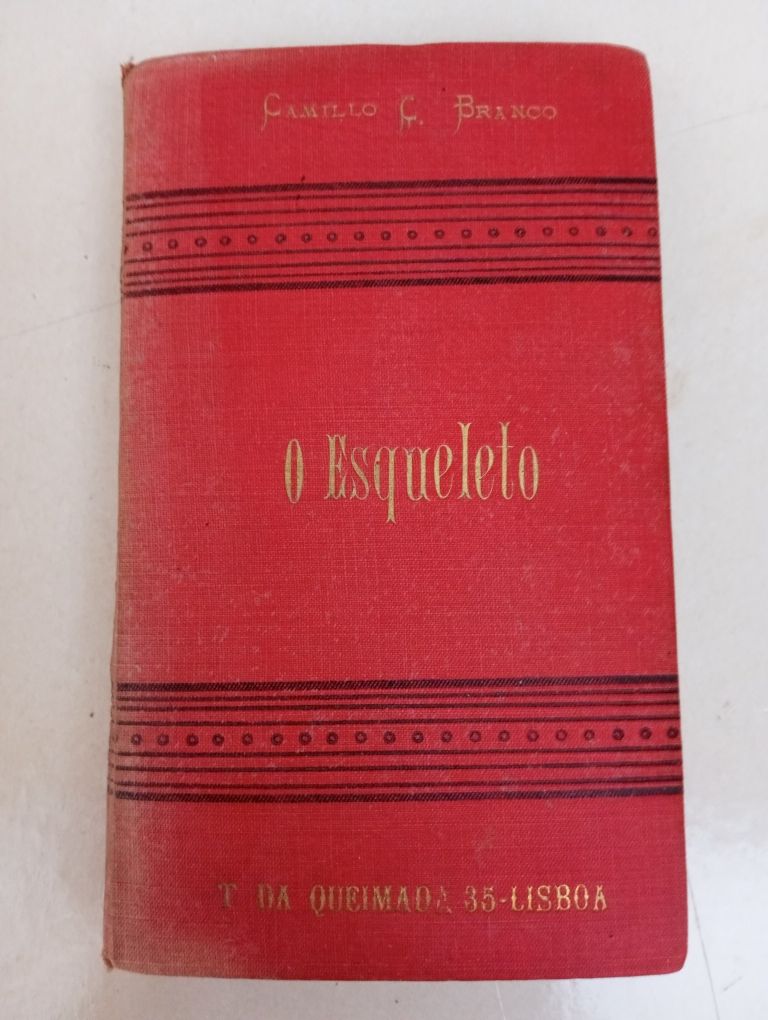 CAMILLO C. BRANCO
O Esqueleto
T DA QUEIMADA 35-LISBOA